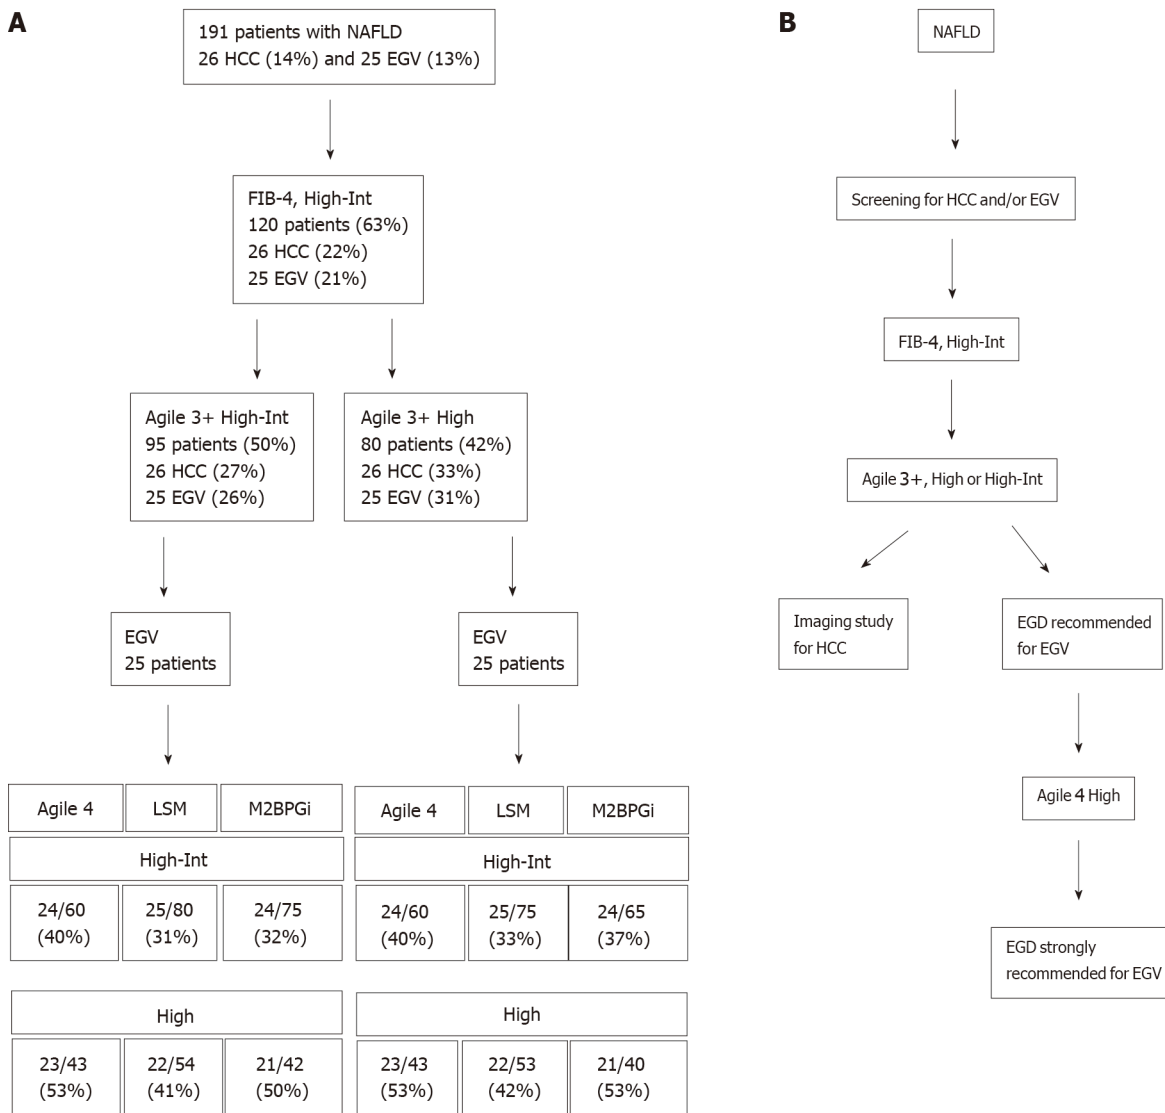 A
191 patients with NAFLD
26 HCC (14%) and 25 EGV (13%)
FIB-4, High-Int
120 patients (63%)
26 HCC (22%)
25 EGV (21%)
Agile 3+ High-Int
95 patients (50%)
26 HCC (27%)
25 EGV (26%)
Agile 3+ High
80 patients (42%)
26 HCC (33%)
25 EGV (31%)
EGV
25 patients
EGV
25 patients
Agile 4 LSM M2BPGi
High-Int
24/60 25/80 24/75
(40%) (31%) (32%)
High
23/43 22/54 21/42
(53%) (41%) (50%)
Agile 4 LSM M2BPGi
High-Int
24/60 25/75 24/65
(40%) (33%) (37%)
High
23/43 22/53 21/40
(53%) (42%) (53%)
B
NAFLD
Screening for HCC and/or EGV
FIB-4, High-Int
Agile 3+, High or High-Int
Imaging study
for HCC
EGD recommended
for EGV
Agile 4 High
EGD strongly
recommended for EGV